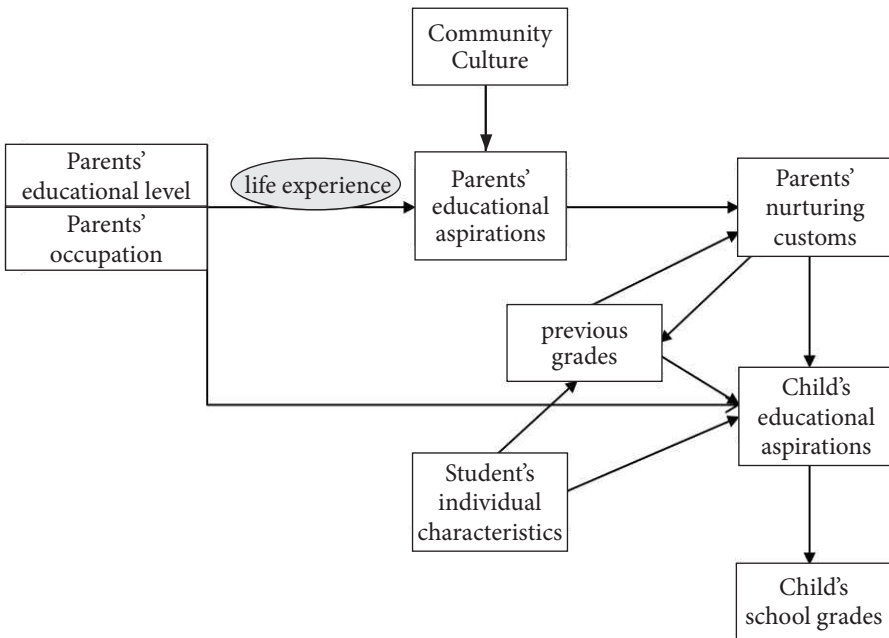 Community
Culture
Parents'
educational level
Parents'
occupation
life experience
Parents'
educational
aspirations
Parents'
nurturing
customs
previous
grades
Child's
educational
aspirations
Student's
individual
characteristics
Child's
school grades